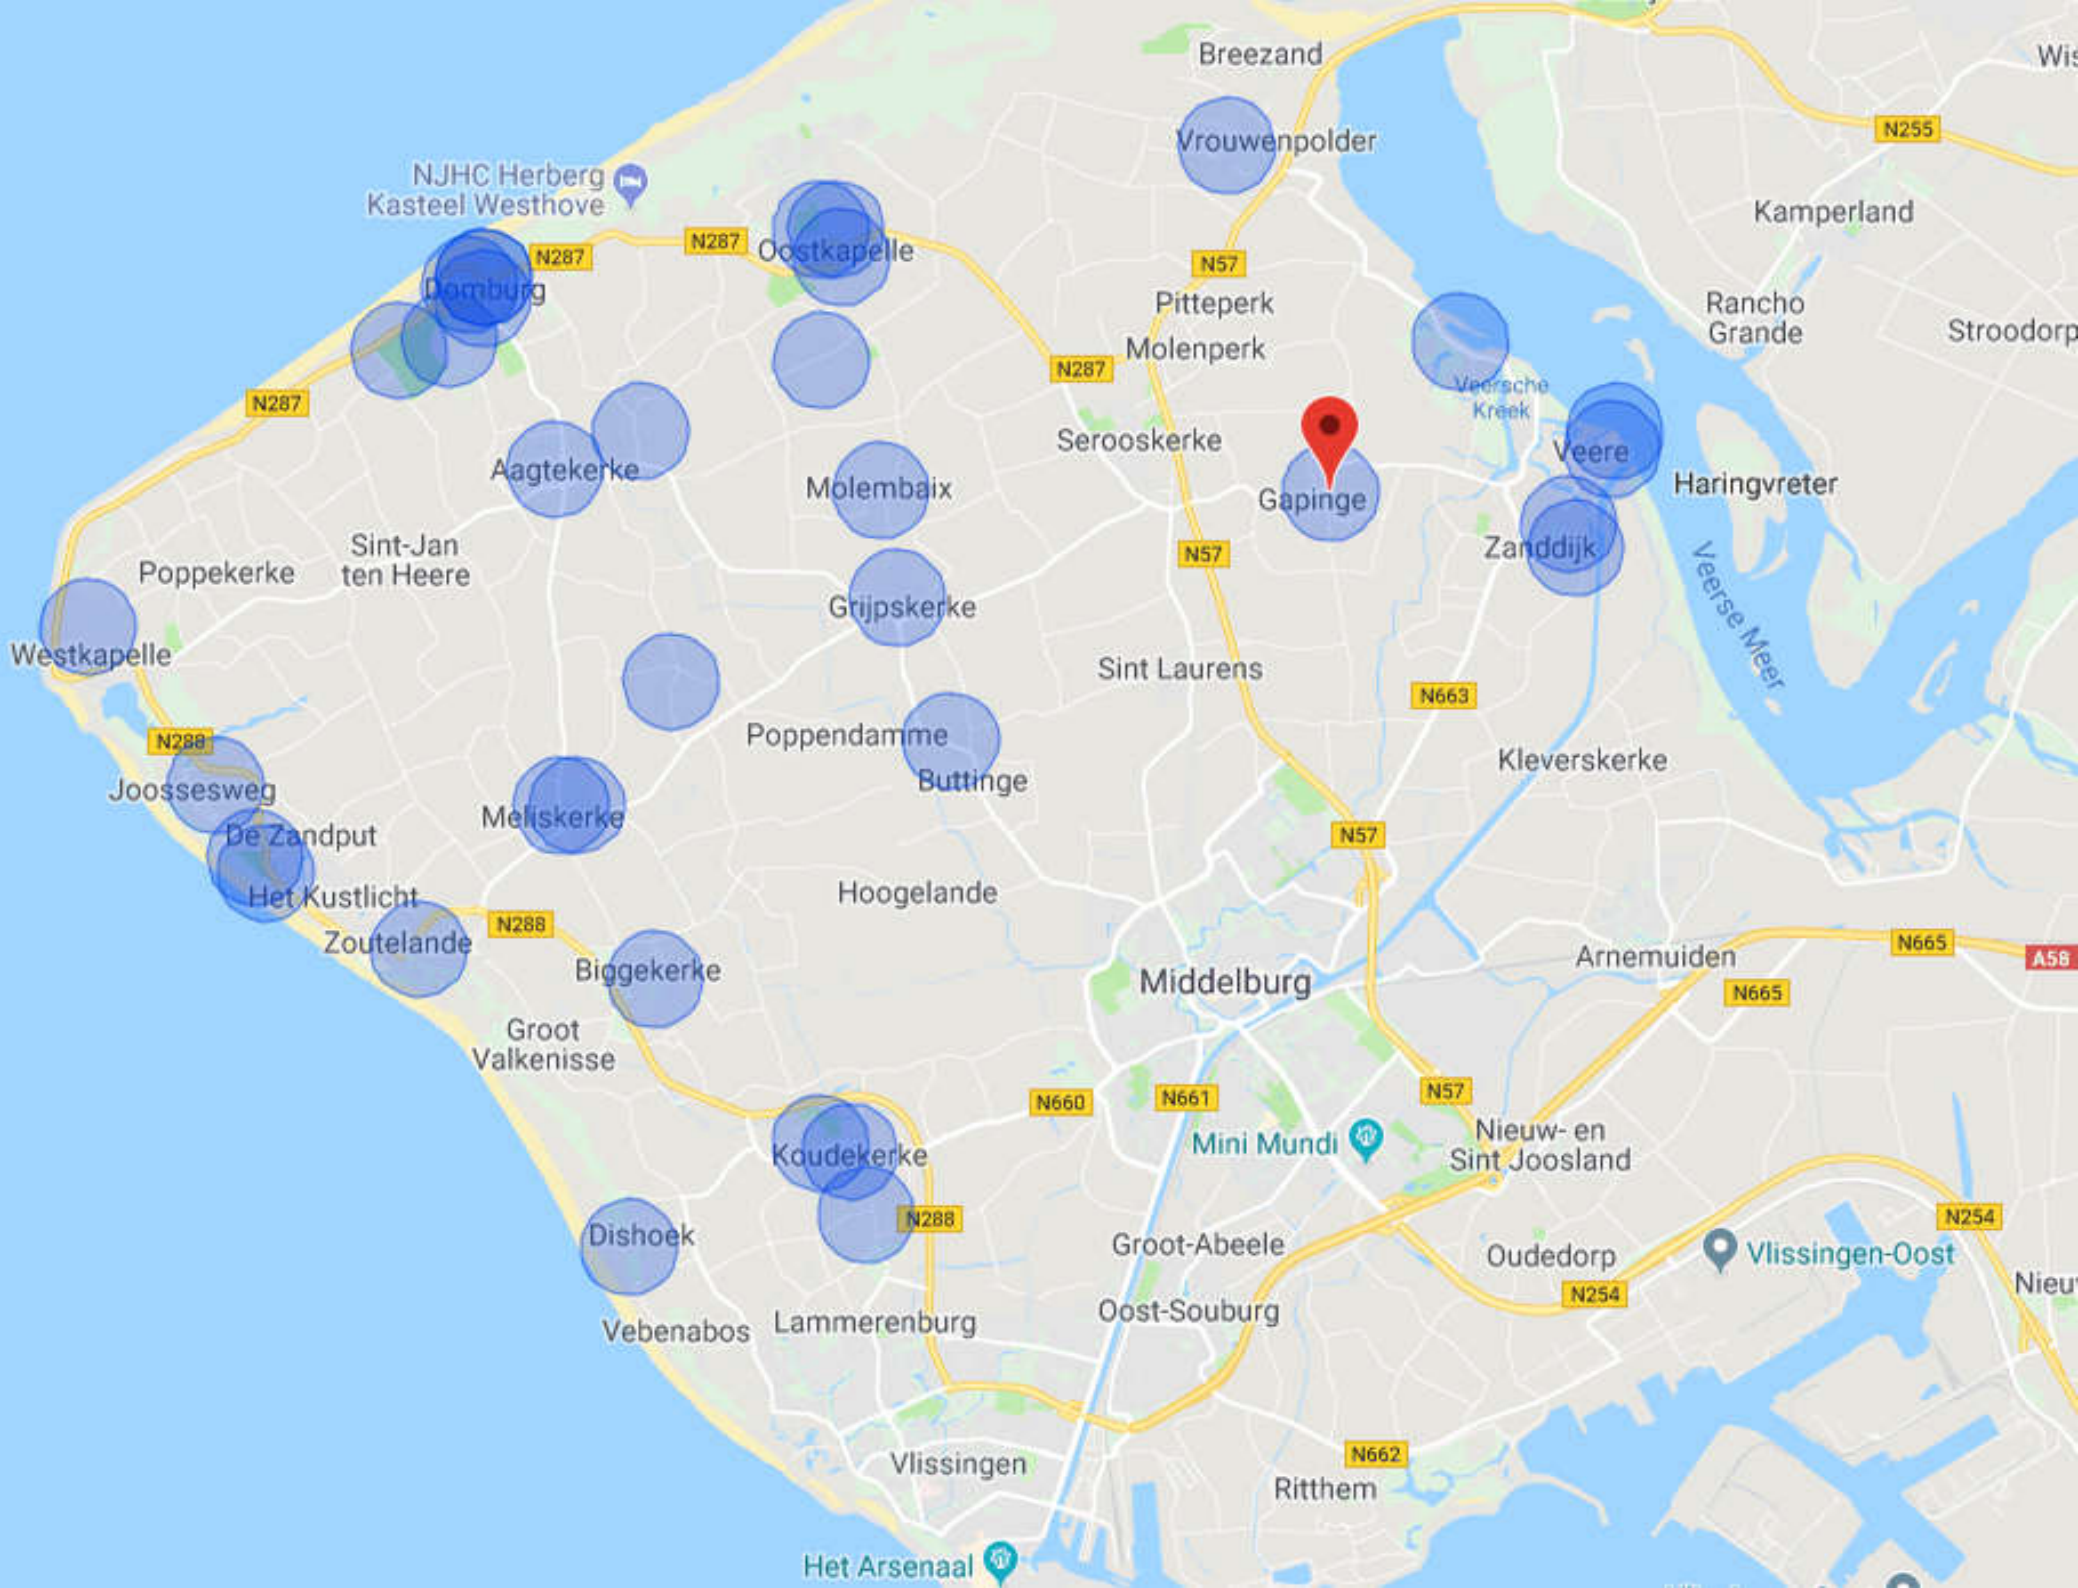 Breezand
Wis
N255
Vrouwenpolder
NJHC Herberg
Kasteel Westhove
Kamperland
N287
N287
Oostkapelle
N57
Domburg
Pitteperk
Rancho
Grande
Stroodorp
Molenperk
N287
N287
Veersche
Kreek
Serooskerke
Veere
Aagtekerke
Molembaix
Haringvreter
Gapinge
Sint-Jan
ten Heere
Zanddijk
N57
Poppekerke
Grijpskerke
Veerse Meer
Westkapelle
Sint Laurens
N663
N288
Poppendamme
Kleverskerke
Buttinge
Joossesweg
Meliskerke
De Zandput
N57
Het Kustlicht
Hoogelande
N288
Zoutelande
Biggekerke
Middelburg
Arnemuiden
N665
A58
N665
Groot
Valkenisse
N660
N661
N57
Koudekerke
Mini Mundi
Nieuw- en
Sint Joosland
N288
N254
Dishoek
Groot-Abeele
Oudedorp
Vlissingen-Oost
N254
Nieu
Vebenabos
Lammerenburg
Oost-Souburg
Vlissingen
N662
Ritthem
Het Arsenaal